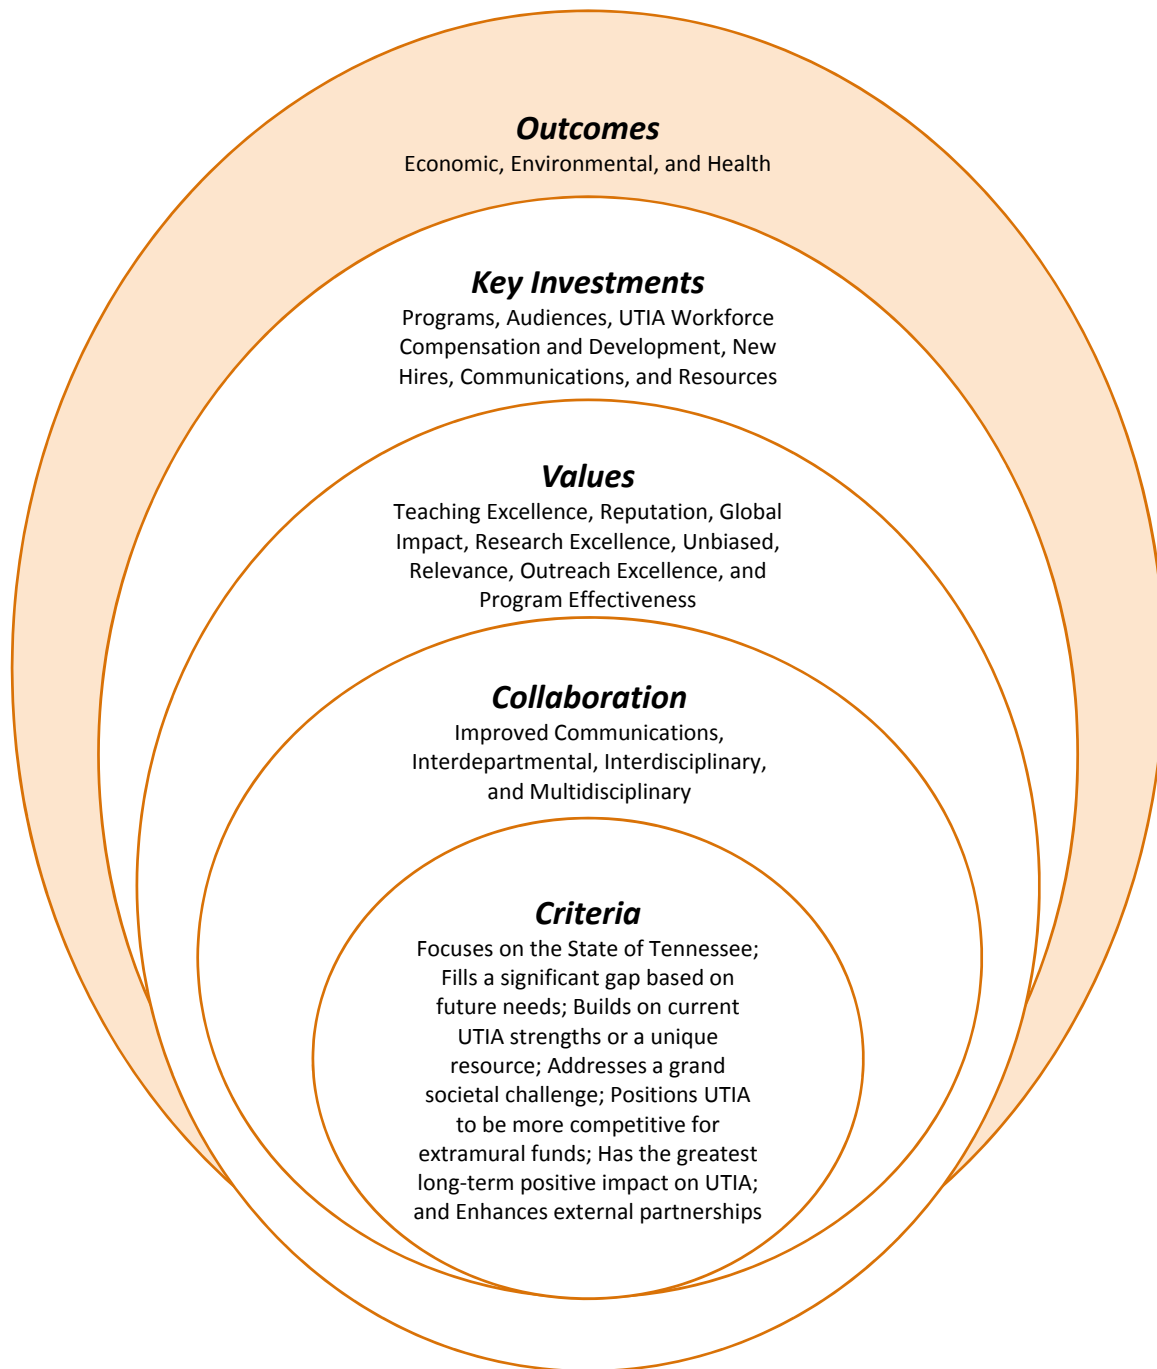 Outcomes
Economic, Environmental, and Health
Key Investments
Programs, Audiences, UTIA Workforce
Compensation and Development, New
Hires, Communications, and Resources
Values
Teaching Excellence, Reputation, Global
Impact, Research Excellence, Unbiased,
Relevance, Outreach Excellence, and
Program Effectiveness
Collaboration
Improved Communications,
Interdepartmental, Interdisciplinary,
and Multidisciplinary
Criteria
Focuses on the State of Tennessee;
Fills a significant gap based on
future needs; Builds on current
UTIA strengths or a unique
resource; Addresses a grand
societal challenge; Positions UTIA
to be more competitive for
extramural funds; Has the greatest
long-term positive impact on UTIA;
and Enhances external partnerships